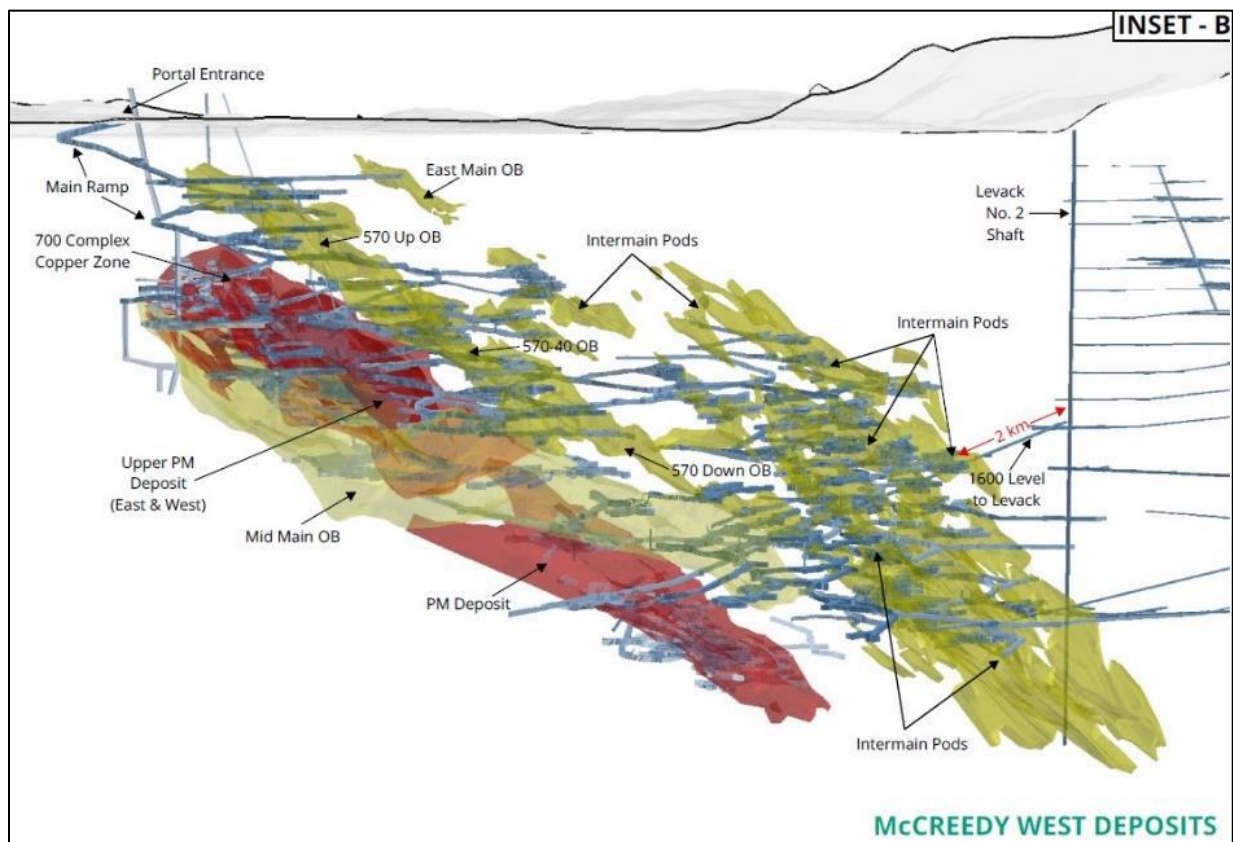 INSET - B
Portal Entrance
East Main OB
Main Ramp
Levack
No. 2
Shaft
570 Up OB
Intermain Pods
700 Complex
Copper Zone
Intermain Pods
570-40 OB
2 km
Upper PM
Deposit
(East & West)
570 Down OB
1600 Level
to Levack
Mid Main OB
PM Deposit
Intermain Pods
McCREEDY WEST DEPOSITS